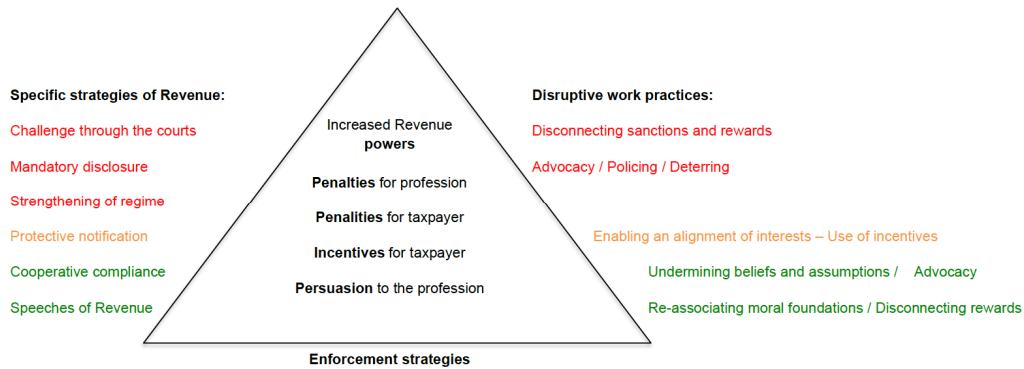 Specific strategies of Revenue:
Challenge through the courts
Mandatory disclosure
Strengthening of regime
Protective notification
Cooperative compliance
Speeches of Revenue
Increased Revenue
powers
Penalties for profession
Penalities for taxpayer
Incentives for taxpayer
Persuasion to the profession
Enforcement strategies
Disruptive work practices:
Disconnecting sanctions and rewards
Advocacy / Policing / Deterring
Enabling an alignment of interests – Use of incentives
Undermining beliefs and assumptions / Advocacy
Re-associating moral foundations / Disconnecting rewards